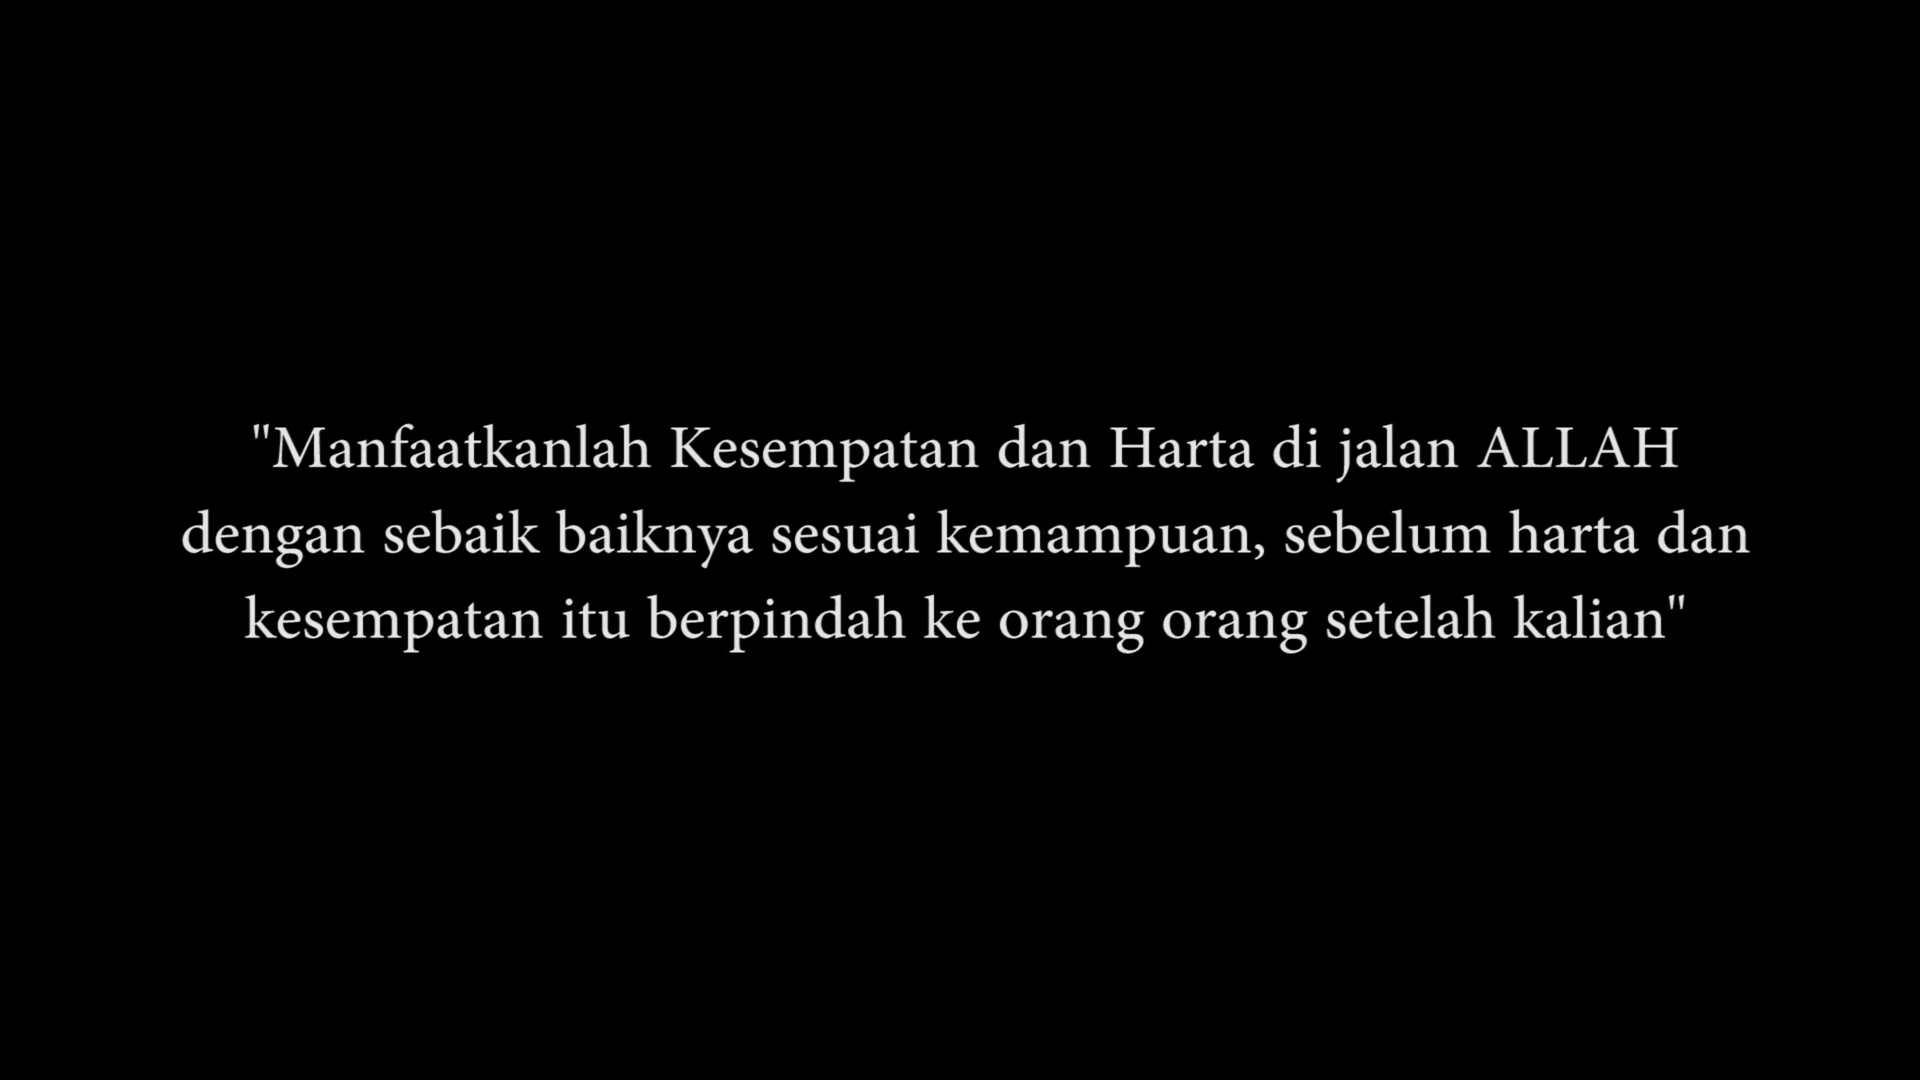 "Manfaatkanlah Kesempatan dan Harta di jalan ALLAH
dengan sebaik baiknya sesuai kemampuan, sebelum harta dan
kesempatan itu berpindah ke orang orang setelah kalian"